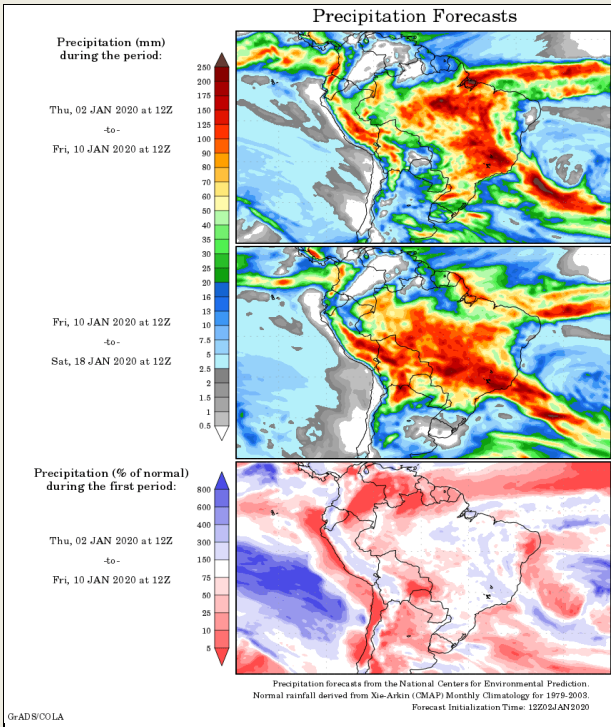 Precipitation Forecasts
Precipitation (mm)
during the period:
Thu, 02 JAN 2020 at 12Z
-to-
Fri, 10 JAN 2020 at 12Z
250
200
175
150
125
100
90
80
70
60
50
40
35
30
25
20
16
13
10
7.5
5
2.5
2
1.5
1
0.5
Fri, 10 JAN 2020 at 12Z
-to-
Sat, 18 JAN 2020 at 12Z
Precipitation (% of normal)
during the first period:
Thu, 02 JAN 2020 at 12Z
-to-
Fri, 10 JAN 2020 at 12Z
800
600
400
300
150
75
50
25
10
5
Precipitation forecasts from the National Centers for Environmental Prediction.
Normal rainfall derived from Xie-Arkin (CMAP) Monthly Climatology for 1979-2003.
Forecast Initialization Time: 12Z02JAN2020
GrADS/COLA